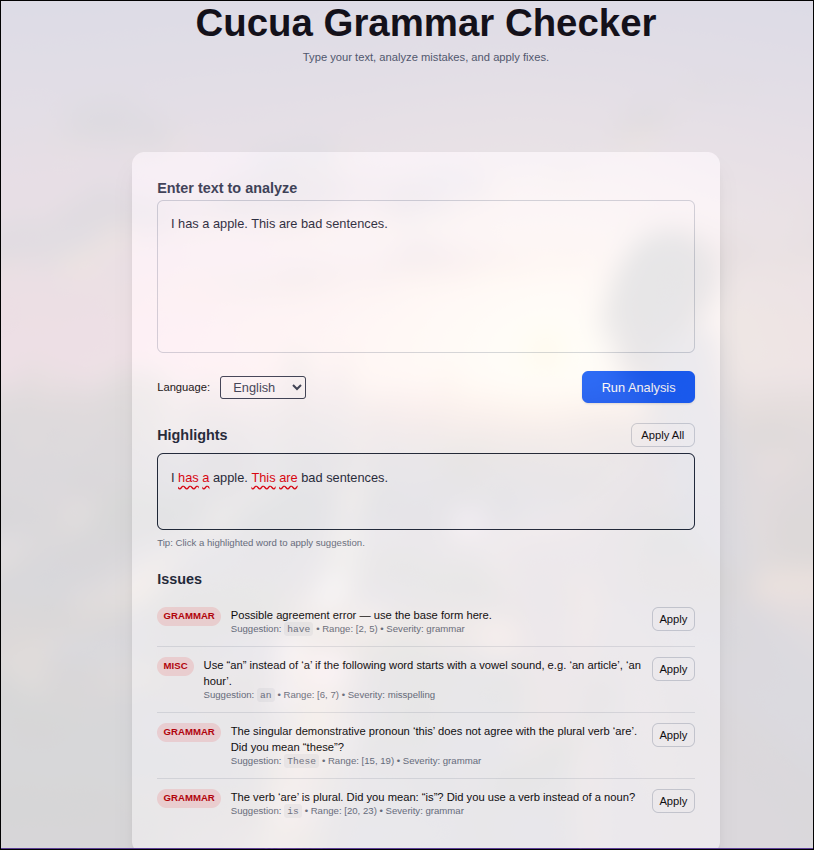 Cucua Grammar Checker
Type your text, analyze mistakes, and apply fixes.
Enter text to analyze
I has a apple. This are bad sentences.
Language: English Run Analysis
Highlights Apply All
I has a apple. This are bad sentences.
Tip: Click a highlighted word to apply suggestion.
Issues
GRAMMAR Possible agreement error — use the base form here. Apply
Suggestion: have • Range: [2, 5) • Severity: grammar
MISC Use “an” instead of ‘a’ if the following word starts with a vowel sound, e.g. ‘an article’, ‘an Apply
hour’.
Suggestion: an • Range: [6, 7) • Severity: misspelling
GRAMMAR The singular demonstrative pronoun ‘this’ does not agree with the plural verb ‘are’. Apply
Did you mean “these”?
Suggestion: These • Range: [15, 19) • Severity: grammar
GRAMMAR The verb ‘are’ is plural. Did you mean: “is”? Did you use a verb instead of a noun? Apply
Suggestion: is • Range: [20, 23) • Severity: grammar